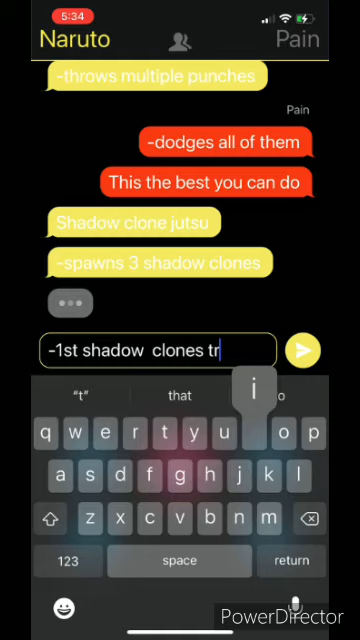 5:34
Naruto
Pain
-throws multiple punches
Pain
-dodges all of them
This the best you can do
Shadow clone jutsu
-spawns 3 shadow clones
-1st shadow  clones tr
i
"t" that o
q w e r t y u o p
a s d f g h j k l
z x c v b n m
123 space return
PowerDirector